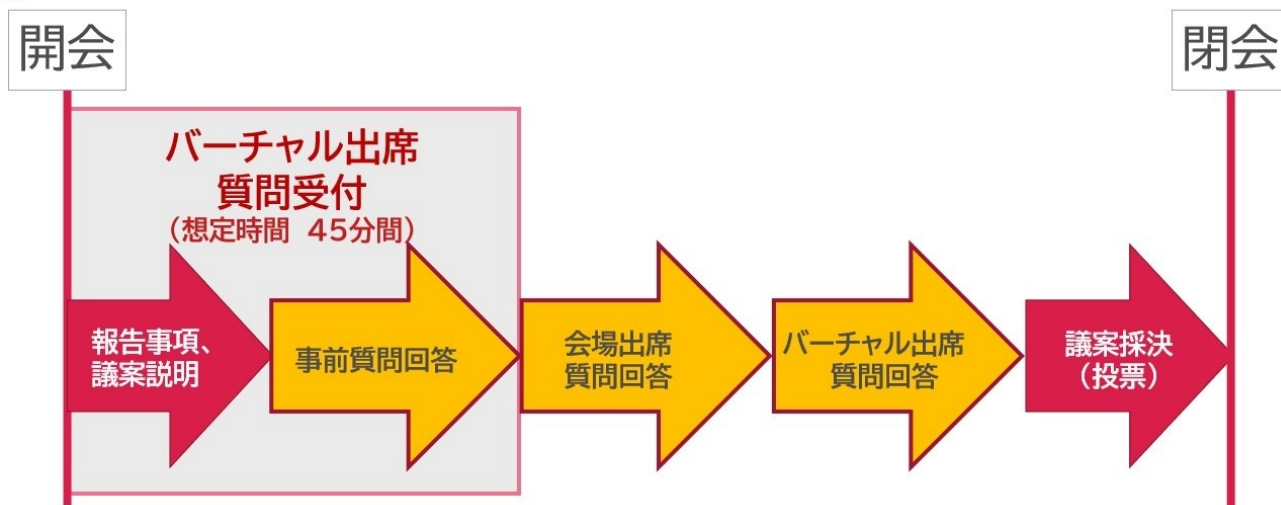 開会
閉会
バーチャル出席
質問受付
（想定時間 45分間）
報告事項、
議案説明
事前質問回答
会場出席
質問回答
バーチャル出席
質問回答
議案採決
（投票）